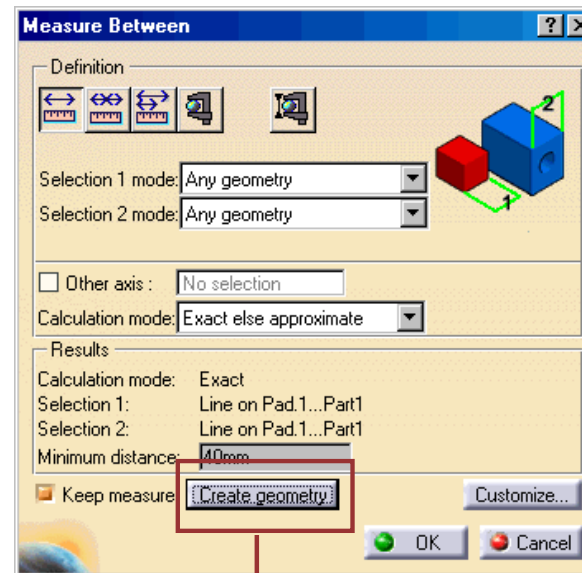 Measure Between
Definition
Selection 1 mode: Any geometry
Selection 2 mode: Any geometry
2
1
Other axis : No selection
Calculation mode: Exact else approximate
Results
Calculation mode: Exact
Selection 1: Line on Pad.1...Part1
Selection 2: Line on Pad.1...Part1
Minimum distance: 40mm
Keep measure Create geometry Customize...
OK Cancel